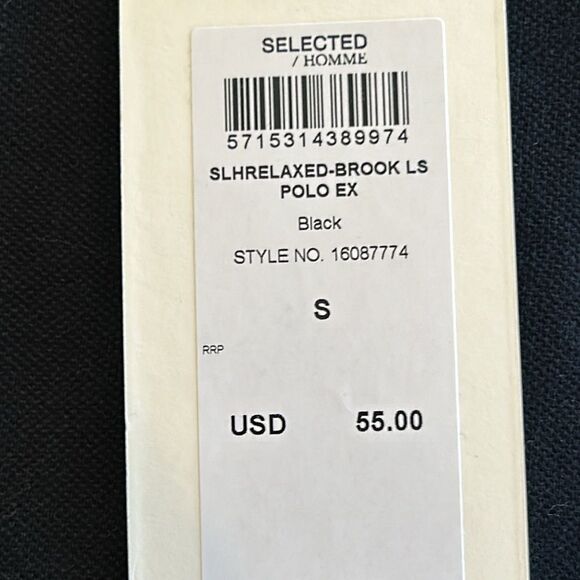 SELECTED
/ HOMME
5715314389974
SLHRELAXED-BROOK LS
POLO EX
Black
STYLE NO. 16087774
S
RRP
USD 55.00